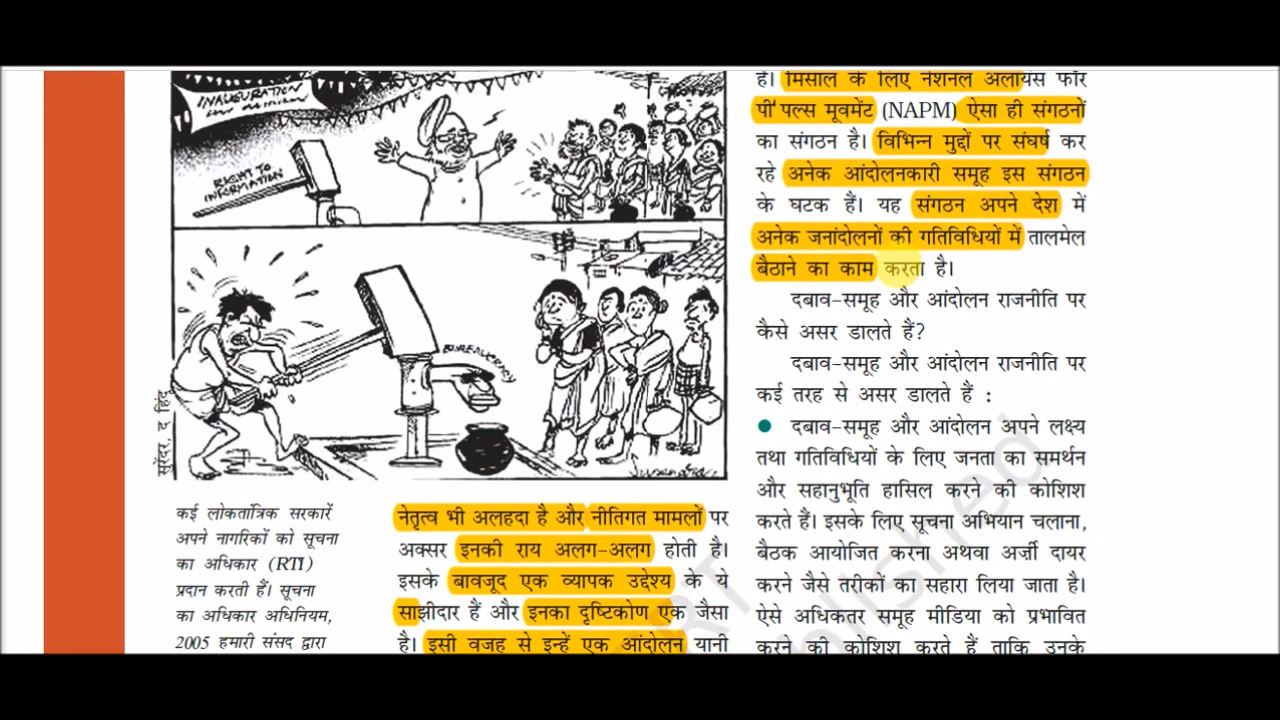 INAUGURATION
RIGHT TO
INFORMATION
BUREAUCRACY
सुरेंदर, द हिंदू
कई लोकतांत्रिक सरकारें
अपने नागरिकों को सूचना
का अधिकार (RTI)
प्रदान करती हैं। सूचना
का अधिकार अधिनियम,
2005 हमारी संसद द्वारा
नेतृत्व भी अलहदा है और नीतिगत मामलों पर
अक्सर इनकी राय अलग-अलग होती है।
इसके बावजूद एक व्यापक उद्देश्य के ये
साझीदार हैं और इनका दृष्टिकोण एक जैसा
है। इसी वजह से इन्हें एक आंदोलन यानी
है। मिसाल के लिए नेशनल अलायंस फॉर
पी पल्स मूवमेंट (NAPM) ऐसा ही संगठनों
का संगठन है। विभिन्न मुद्दों पर संघर्ष कर
रहे अनेक आंदोलनकारी समूह इस संगठन
के घटक हैं। यह संगठन अपने देश में
अनेक जनांदोलनों की गतिविधियों में तालमेल
बैठाने का काम करता है।
दबाव-समूह और आंदोलन राजनीति पर
कैसे असर डालते हैं?
दबाव-समूह और आंदोलन राजनीति पर
कई तरह से असर डालते हैं :
● दबाव-समूह और आंदोलन अपने लक्ष्य
तथा गतिविधियों के लिए जनता का समर्थन
और सहानुभूति हासिल करने की कोशिश
करते हैं। इसके लिए सूचना अभियान चलाना,
बैठक आयोजित करना अथवा अर्ज़ी दायर
करने जैसे तरीकों का सहारा लिया जाता है।
ऐसे अधिकतर समूह मीडिया को प्रभावित
करने की कोशिश करते हैं ताकि उनके